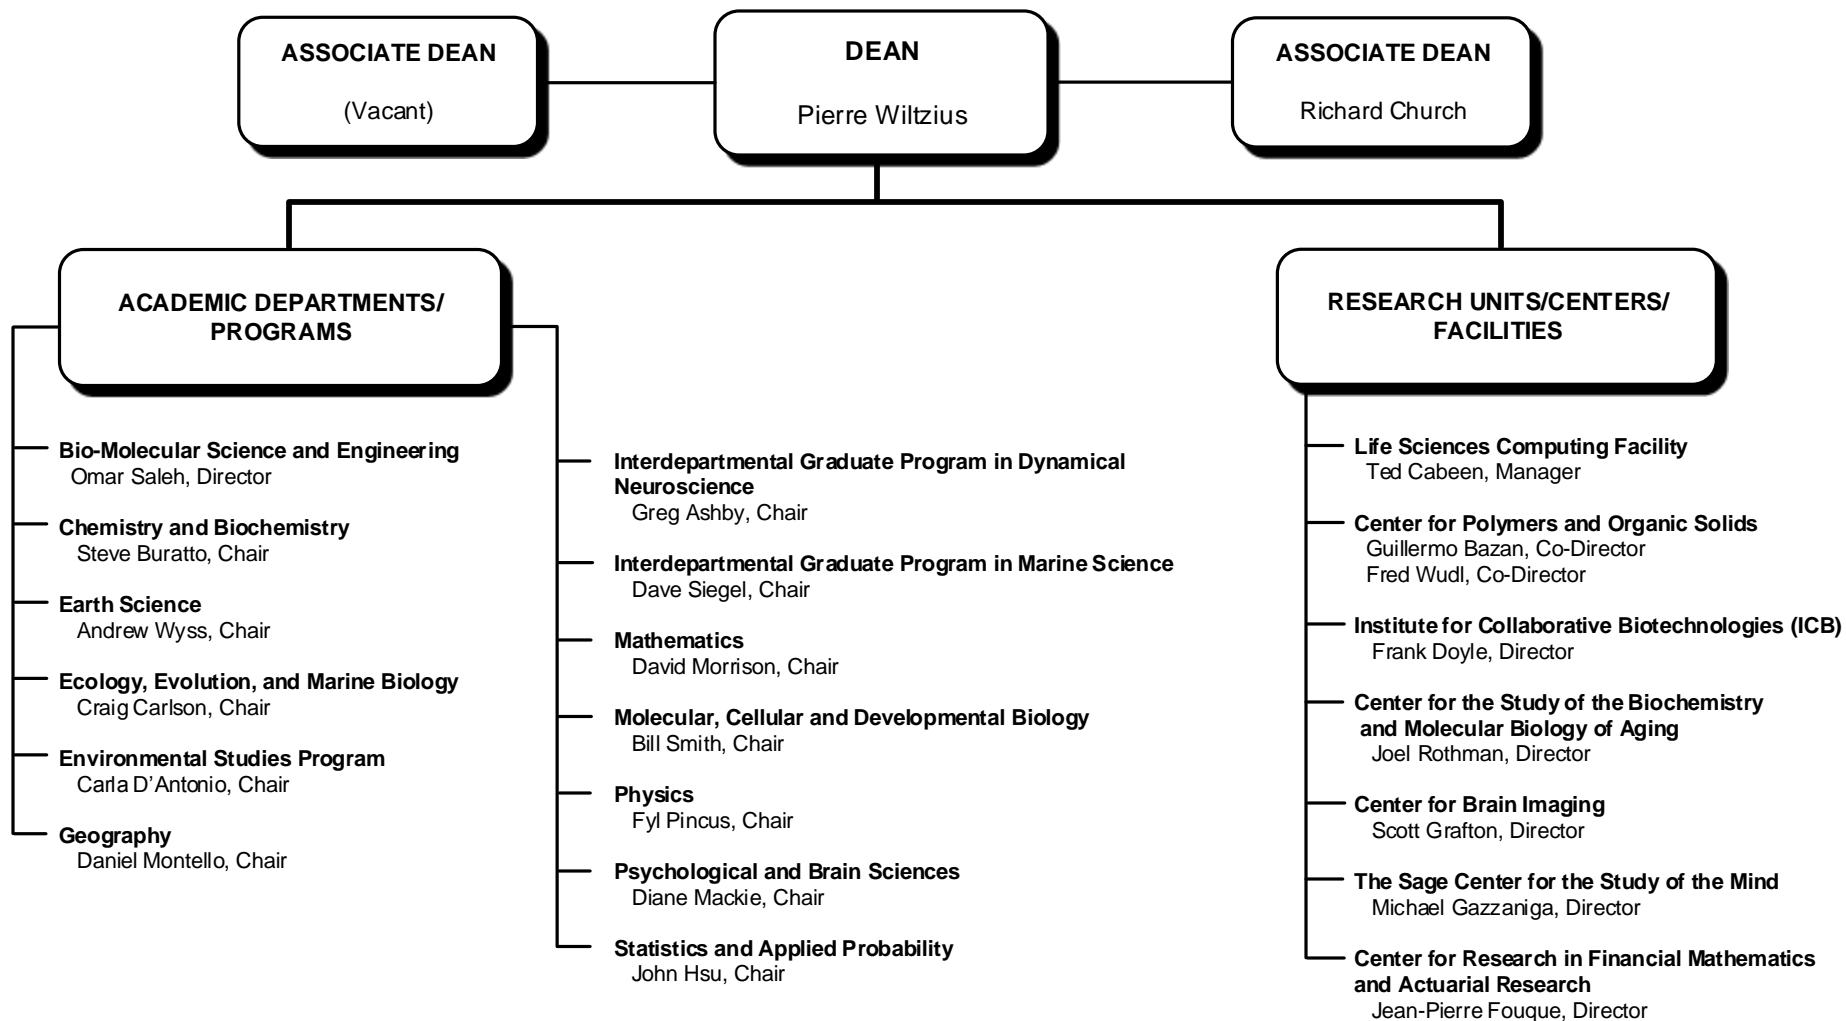 ASSOCIATE DEAN
(Vacant)
DEAN
Pierre Wiltzius
ASSOCIATE DEAN
Richard Church
ACADEMIC DEPARTMENTS/
PROGRAMS
Bio-Molecular Science and Engineering
Omar Saleh, Director
Chemistry and Biochemistry
Steve Buratto, Chair
Earth Science
Andrew Wyss, Chair
Ecology, Evolution, and Marine Biology
Craig Carlson, Chair
Environmental Studies Program
Carla D’Antonio, Chair
Geography
Daniel Montello, Chair
Interdepartmental Graduate Program in Dynamical
Neuroscience
Greg Ashby, Chair
Interdepartmental Graduate Program in Marine Science
Dave Siegel, Chair
Mathematics
David Morrison, Chair
Molecular, Cellular and Developmental Biology
Bill Smith, Chair
Physics
Fyl Pincus, Chair
Psychological and Brain Sciences
Diane Mackie, Chair
Statistics and Applied Probability
John Hsu, Chair
RESEARCH UNITS/CENTERS/
FACILITIES
Life Sciences Computing Facility
Ted Cabeen, Manager
Center for Polymers and Organic Solids
Guillermo Bazan, Co-Director
Fred Wudl, Co-Director
Institute for Collaborative Biotechnologies (ICB)
Frank Doyle, Director
Center for the Study of the Biochemistry
and Molecular Biology of Aging
Joel Rothman, Director
Center for Brain Imaging
Scott Grafton, Director
The Sage Center for the Study of the Mind
Michael Gazzaniga, Director
Center for Research in Financial Mathematics
and Actuarial Research
Jean-Pierre Fouque, Director